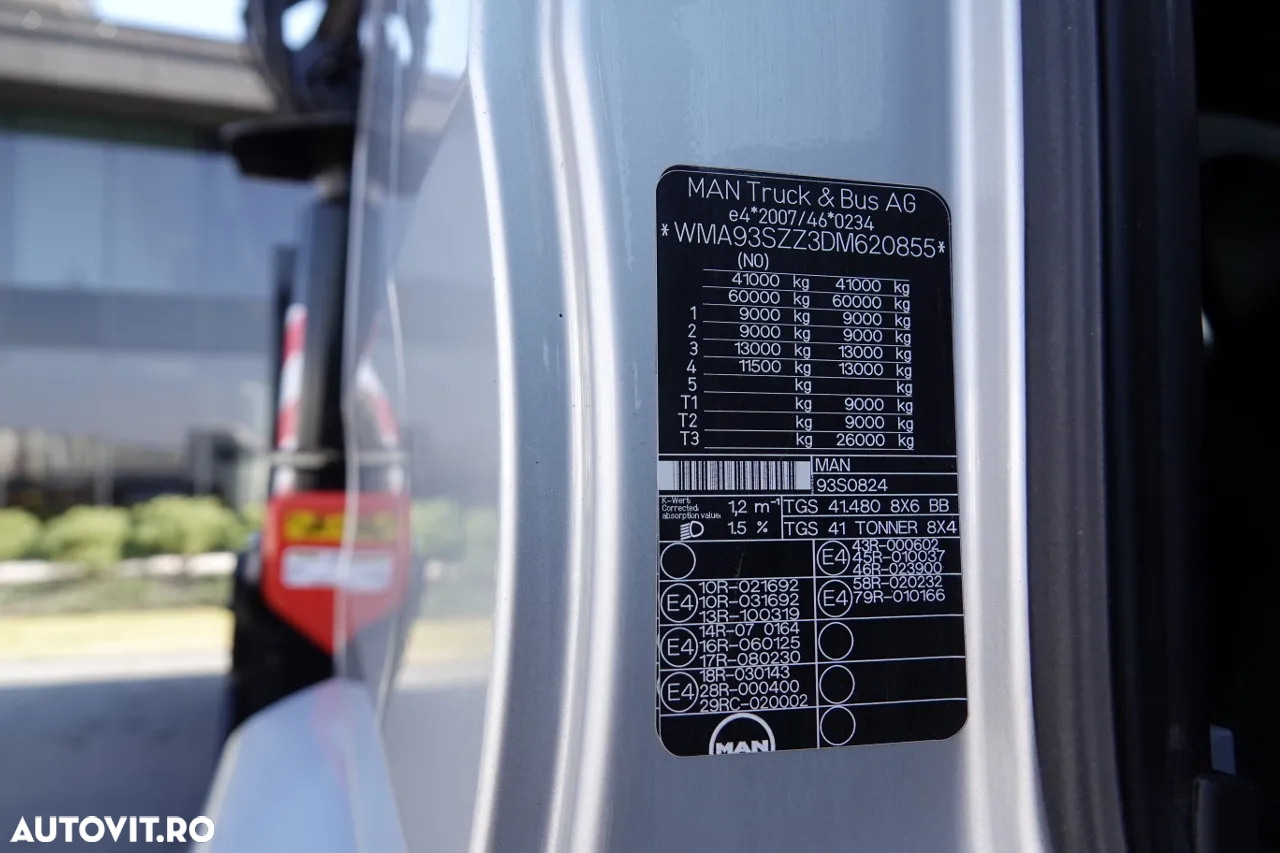 MAN Truck & Bus AG
e4*2007/46*0234
*WMA93SZZ3DM620855*
(NO)
41000 kg 41000 kg
60000 kg 60000 kg
1 9000 kg 9000 kg
2 9000 kg 9000 kg
3 13000 kg 13000 kg
4 11500 kg 13000 kg
5 kg kg
T1 kg 9000 kg
T2 kg 9000 kg
T3 kg 26000 kg
MAN
93S0824
K-Wert:
Corrected
absorption value:
1,2 m⁻¹
TGS 41.480 8X6 BB
1.5 %
TGS 41 TONNER 8X4
E4
10R-021692
10R-031692
13R-100319
E4
14R-07 0164
16R-060125
17R-080230
E4
18R-030143
28R-000400
29RC-020002
E4
43R-000602
45R-010037
46R-023900
E4
58R-020232
79R-010166
MAN
AUTOVIT.RO